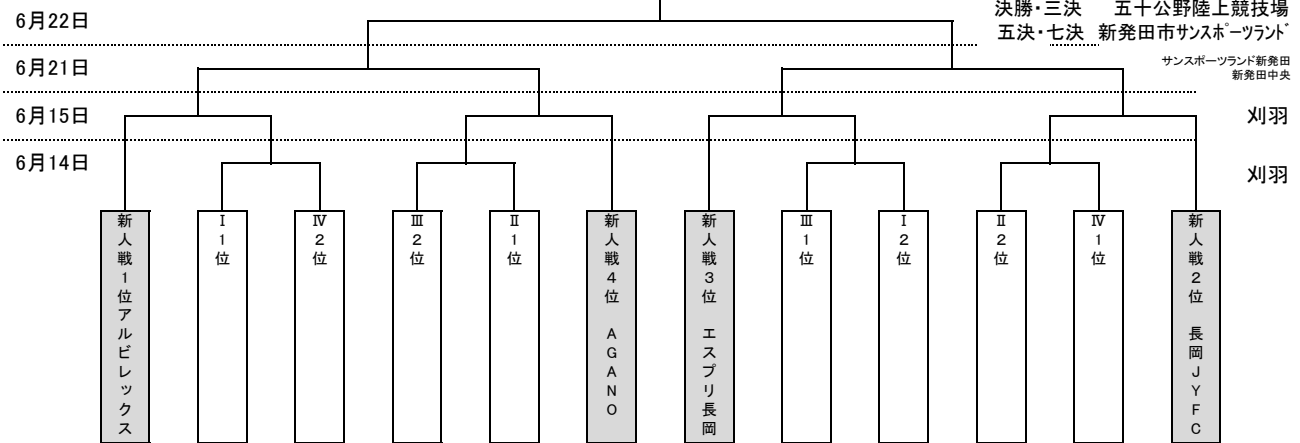 決勝・三決 五十公野陸上競技場
6月22日
五決・七決 新発田市サンスポーツランド
6月21日
サンスポーツランド新発田
新発田中央
6月15日
刈羽
6月14日
刈羽
新人戦1位アルビレックス
Ⅰ1位
Ⅳ2位
Ⅲ2位
Ⅱ1位
新人戦4位 AGANO
新人戦3位 エスプリ長岡
Ⅲ1位
Ⅰ2位
Ⅱ2位
Ⅳ1位
新人戦2位 長岡JYFC